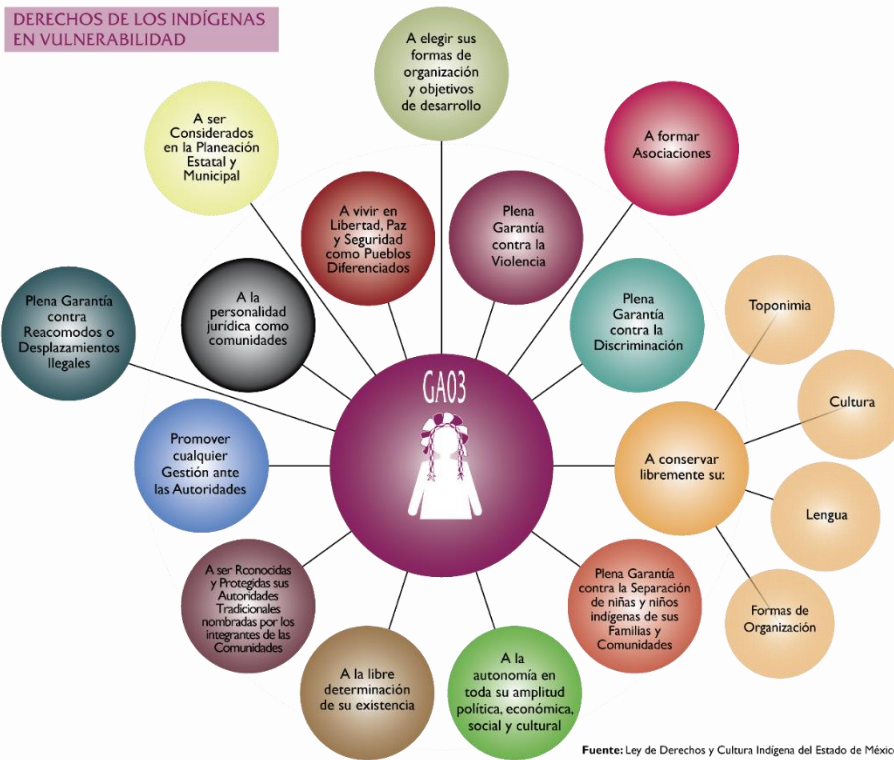 DERECHOS DE LOS INDÍGENAS
EN VULNERABILIDAD
A elegir sus
formas de
organización
y objetivos
de desarrollo
A ser
Considerados
en la Planeación
Estatal y
Municipal
A formar
Asociaciones
A vivir en
Libertad, Paz
y Seguridad
como Pueblos
Diferenciados
Plena
Garantía
contra la
Violencia
Plena Garantía
contra
Reacomodos o
Desplazamientos
Ilegales
A la
personalidad
jurídica como
comunidades
Plena
Garantía
contra la
Discriminación
Toponimia
GA03
Cultura
Promover
cualquier
Gestión ante
las Autoridades
A conservar
libremente su:
Lengua
A ser Rconocidas
y Protegidas sus
Autoridades
Tradicionales
nombradas por los
integrantes de las
Comunidades
Plena Garantía
contra la Separación
de niñas y niños
indígenas de sus
Familias y
Comunidades
Formas de
Organización
A la libre
determinación
de su existencia
A la
autonomía en
toda su amplitud
política, económica,
social y cultural
Fuente: Ley de Derechos y Cultura Indígena del Estado de México